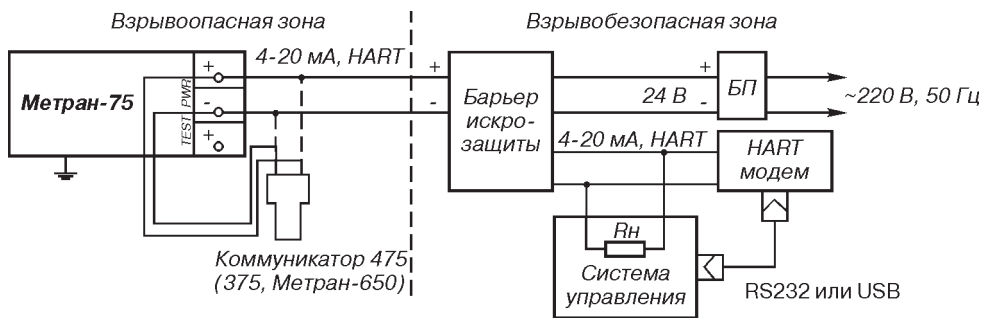 Взрывоопасная зона
Взрывобезопасная зона
4-20 мА, HART
Метран-75
+
PWR
-
TEST
+
+
-
Барьер
искро-
защиты
+
24 В
-
БП
~220 В, 50 Гц
4-20 мА, HART
HART
модем
Rн
Система
управления
RS232 или USB
Коммуникатор 475
(375, Метран-650)